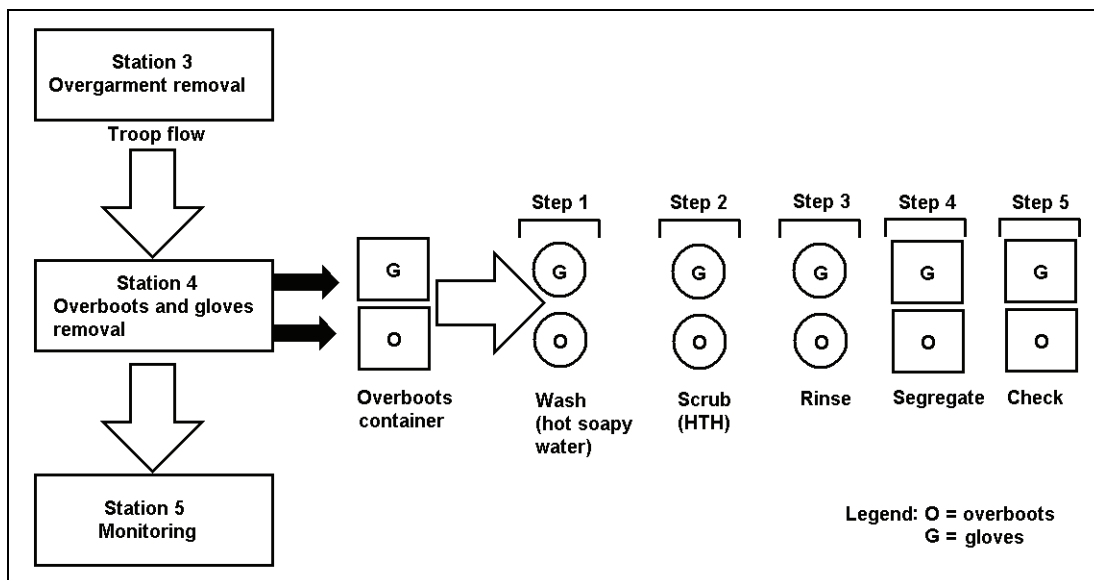 Station 3
Overgarment removal
Troop flow
Station 4
Overboots and gloves
removal
Station 5
Monitoring
G
O
Overboots
container
Step 1
G
O
Wash
(hot soapy
water)
Step 2
G
O
Scrub
(HTH)
Step 3
G
O
Rinse
Step 4
G
O
Segregate
Step 5
G
O
Check
Legend: O = overboots
G = gloves